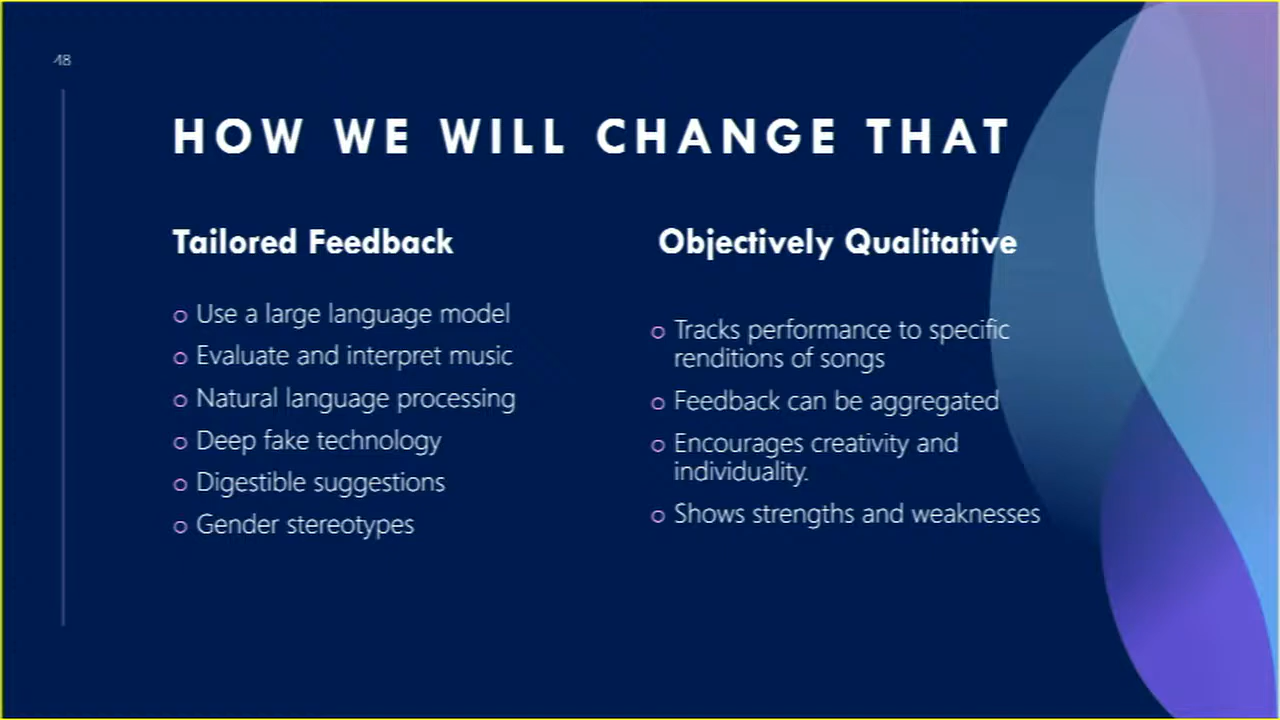 48
HOW WE WILL CHANGE THAT
Tailored Feedback
○ Use a large language model
○ Evaluate and interpret music
○ Natural language processing
○ Deep fake technology
○ Digestible suggestions
○ Gender stereotypes
Objectively Qualitative
○ Tracks performance to specific
renditions of songs
○ Feedback can be aggregated
○ Encourages creativity and
individuality.
○ Shows strengths and weaknesses